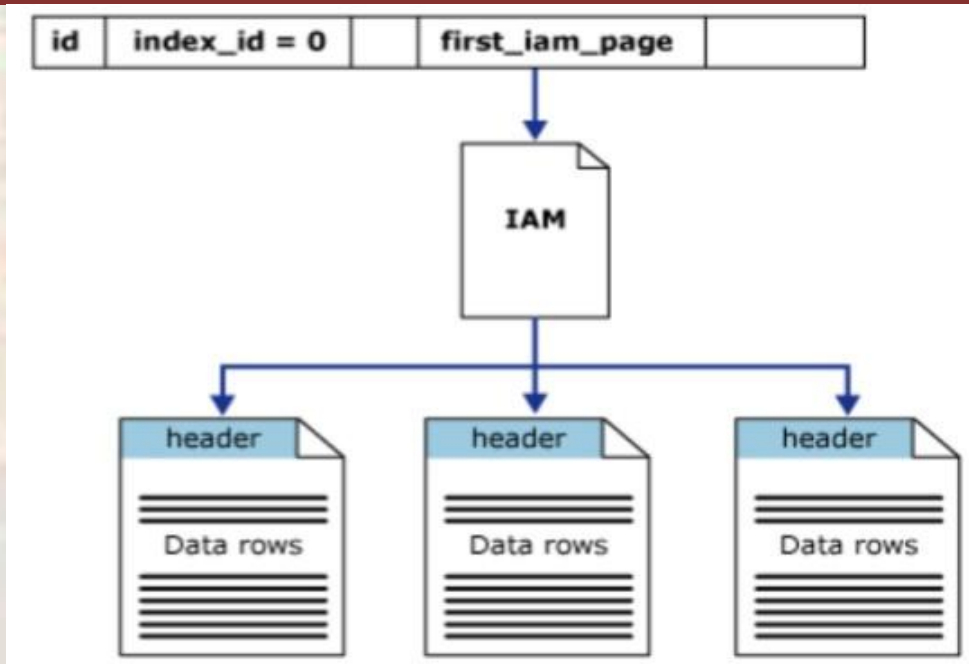 id index_id = 0 first_iam_page
IAM
header header header
Data rows Data rows Data rows